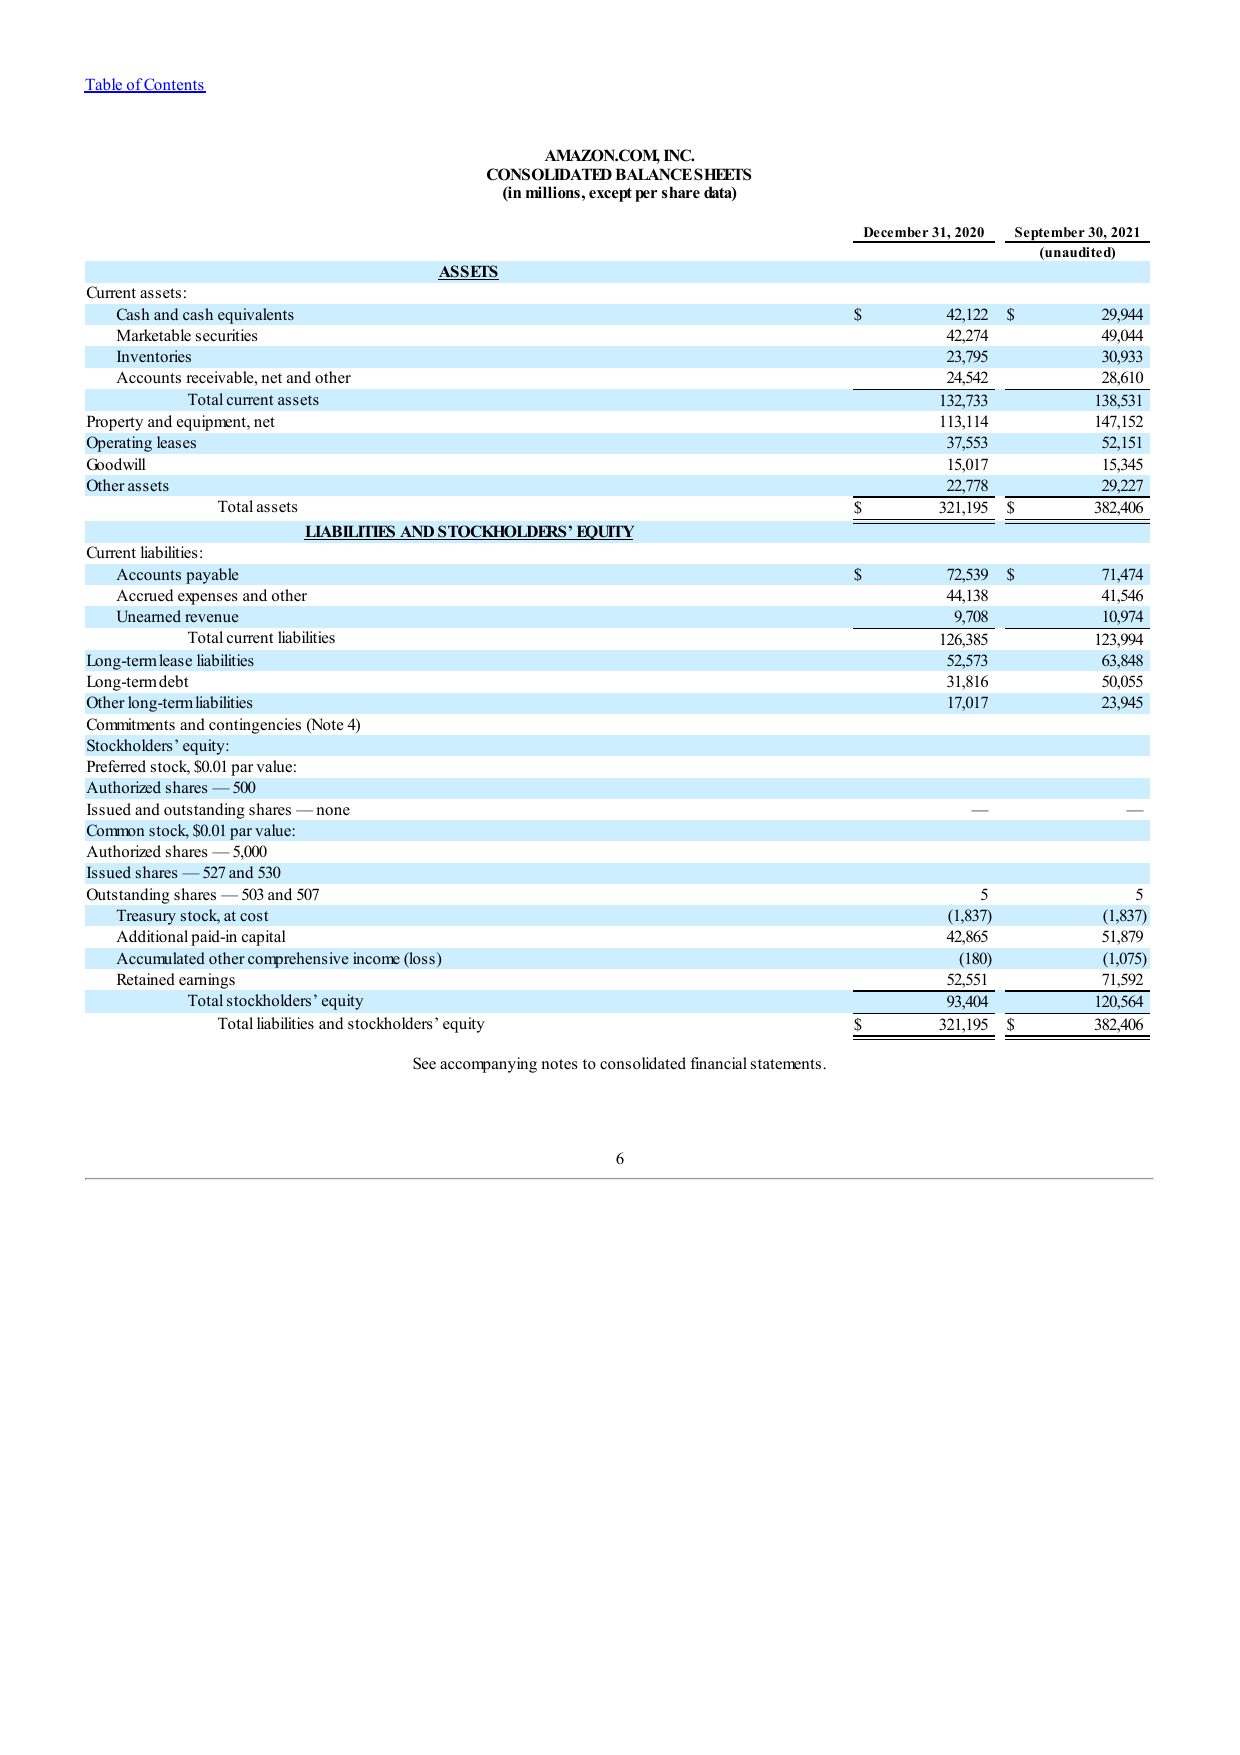 Table of Contents
AMAZON.COM, INC.
CONSOLIDATED BALANCE SHEETS
(in millions, except per share data)
December 31, 2020 September 30, 2021
(unaudited)
ASSETS
Current assets:
Cash and cash equivalents $ 42,122 $ 29,944
Marketable securities 42,274 49,044
Inventories 23,795 30,933
Accounts receivable, net and other 24,542 28,610
Total current assets 132,733 138,531
Property and equipment, net 113,114 147,152
Operating leases 37,553 52,151
Goodwill 15,017 15,345
Other assets 22,778 29,227
Total assets $ 321,195 $ 382,406
LIABILITIES AND STOCKHOLDERS’ EQUITY
Current liabilities:
Accounts payable $ 72,539 $ 71,474
Accrued expenses and other 44,138 41,546
Unearned revenue 9,708 10,974
Total current liabilities 126,385 123,994
Long-term lease liabilities 52,573 63,848
Long-term debt 31,816 50,055
Other long-term liabilities 17,017 23,945
Commitments and contingencies (Note 4)
Stockholders’ equity:
Preferred stock, $0.01 par value:
Authorized shares — 500
Issued and outstanding shares — none — —
Common stock, $0.01 par value:
Authorized shares — 5,000
Issued shares — 527 and 530
Outstanding shares — 503 and 507 5 5
Treasury stock, at cost (1,837) (1,837)
Additional paid-in capital 42,865 51,879
Accumulated other comprehensive income (loss) (180) (1,075)
Retained earnings 52,551 71,592
Total stockholders’ equity 93,404 120,564
Total liabilities and stockholders’ equity $ 321,195 $ 382,406
See accompanying notes to consolidated financial statements.
6